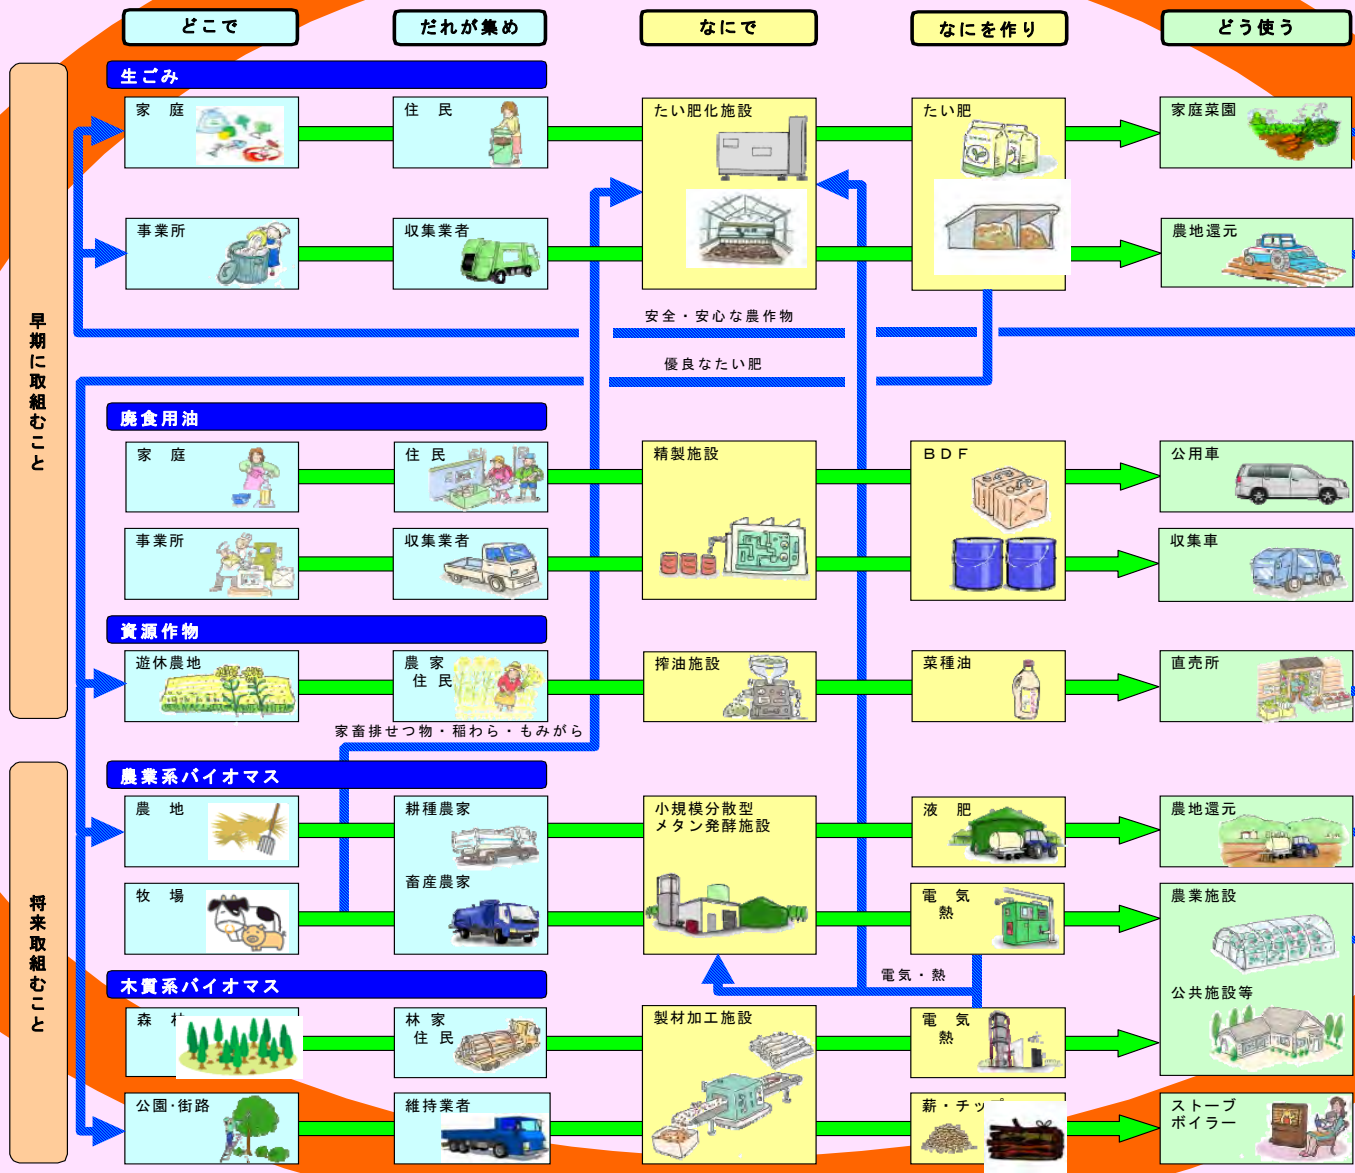 どこで
だれが集め
なにで
なにを作り
どう使う
早期に取組むこと
生ごみ
家 庭
住 民
たい肥化施設
たい肥
家庭菜園
事業所
収集業者
農地還元
安全・安心な農作物
優良なたい肥
廃食用油
家 庭
住 民
精製施設
BDF
公用車
事業所
収集業者
収集車
資源作物
遊休農地
農 家
住 民
搾油施設
菜種油
直売所
家畜排せつ物・稲わら・もみがら
将来取組むこと
農業系バイオマス
農 地
耕種農家
小規模分散型
メタン発酵施設
液 肥
農地還元
牧 場
畜産農家
電 気
熱
農業施設
電気・熱
公共施設等
木質系バイオマス
森
林 家
住 民
製材加工施設
電 気
熱
公園・街路
維持業者
薪・チップ
ストーブ
ボイラー